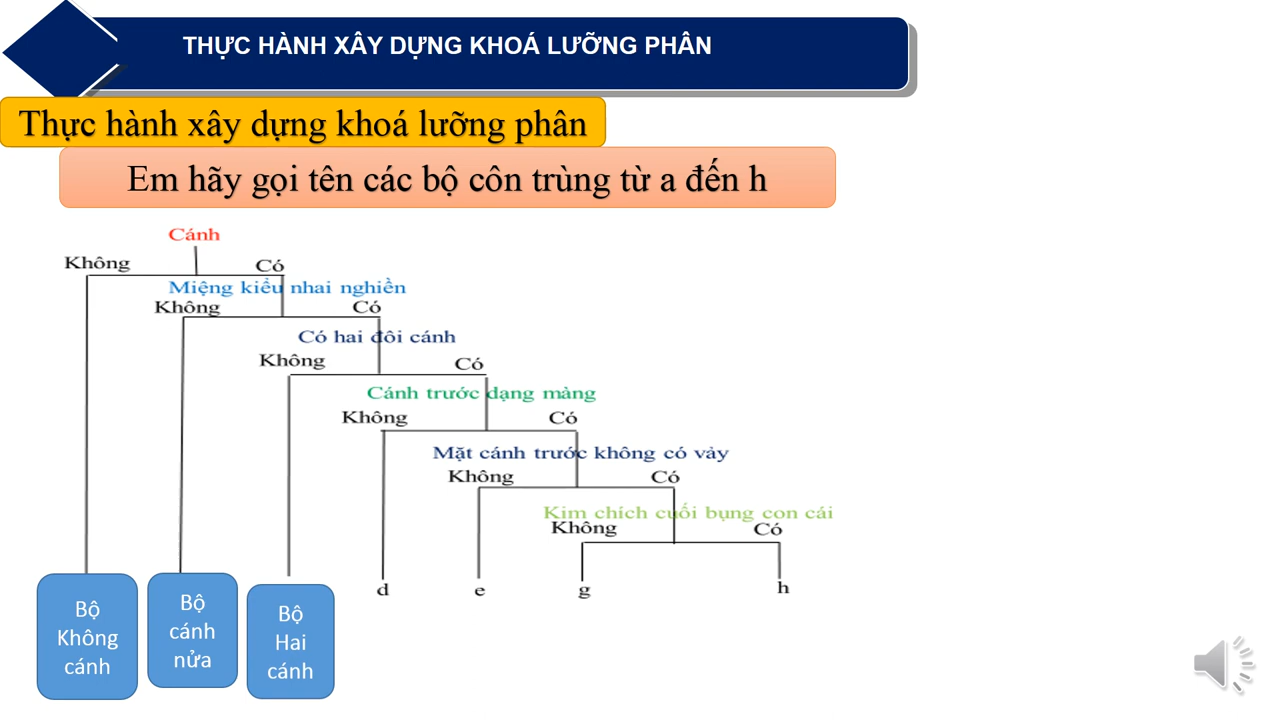 THỰC HÀNH XÂY DỰNG KHOÁ LƯỠNG PHÂN
Thực hành xây dựng khoá lưỡng phân
Em hãy gọi tên các bộ côn trùng từ a đến h
Cánh
Không Có
Miệng kiểu nhai nghiền
Không Có
Có hai đôi cánh
Không Có
Cánh trước dạng màng
Không Có
Mặt cánh trước không có vảy
Không Có
Kim chích cuối bụng con cái
Không Có
d e g h
Bộ
Không
cánh
Bộ
cánh
nửa
Bộ
Hai
cánh